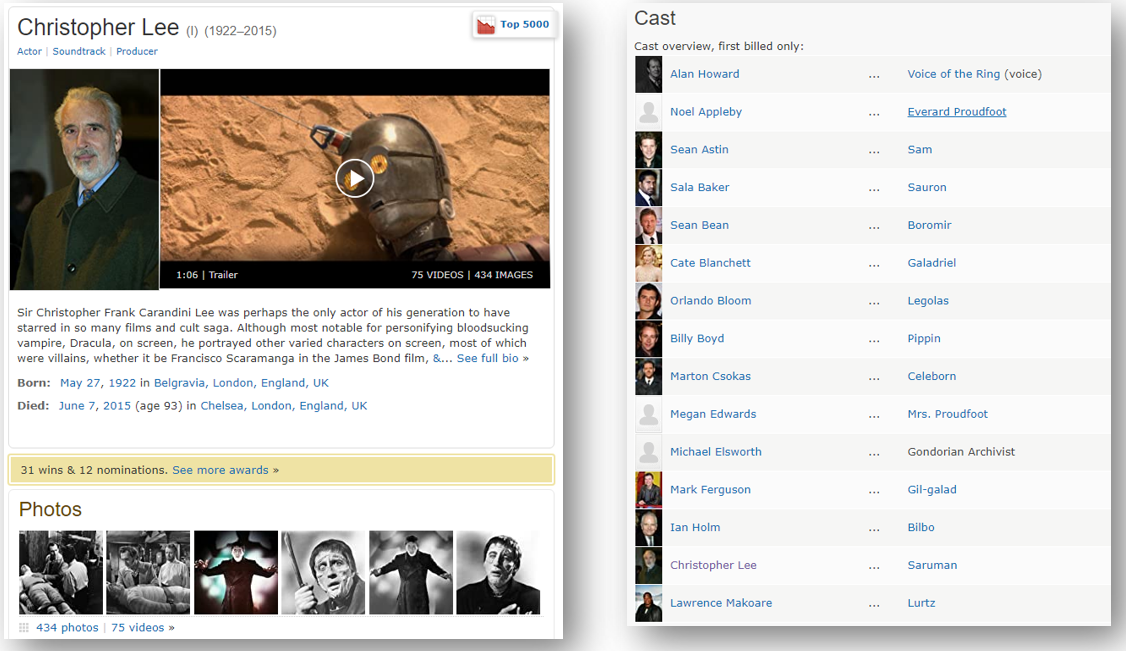 Christopher Lee (I) (1922–2015)
Top 5000
Actor | Soundtrack | Producer
1:06 | Trailer
75 VIDEOS | 434 IMAGES
Sir Christopher Frank Carandini Lee was perhaps the only actor of his generation to have
starred in so many films and cult saga. Although most notable for personifying bloodsucking
vampire, Dracula, on screen, he portrayed other varied characters on screen, most of which
were villains, whether it be Francisco Scaramanga in the James Bond film, &... See full bio »
Born: May 27, 1922 in Belgravia, London, England, UK
Died: June 7, 2015 (age 93) in Chelsea, London, England, UK
31 wins & 12 nominations. See more awards »
Photos
434 photos | 75 videos »
Cast
Cast overview, first billed only:
Alan Howard ... Voice of the Ring (voice)
Noel Appleby ... Everard Proudfoot
Sean Astin ... Sam
Sala Baker ... Sauron
Sean Bean ... Boromir
Cate Blanchett ... Galadriel
Orlando Bloom ... Legolas
Billy Boyd ... Pippin
Marton Csokas ... Celeborn
Megan Edwards ... Mrs. Proudfoot
Michael Elsworth ... Gondorian Archivist
Mark Ferguson ... Gil-galad
Ian Holm ... Bilbo
Christopher Lee ... Saruman
Lawrence Makoare ... Lurtz